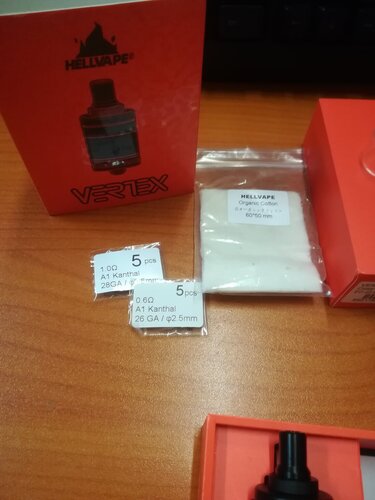 HELLVAPE®
VERTEX
HELLVAPE
Organic Cotton
60*50 mm
5 pcs
1.0Ω
A1 Kanthal
5 pcs
0.6Ω
A1 Kanthal
26 GA / φ2.5mm